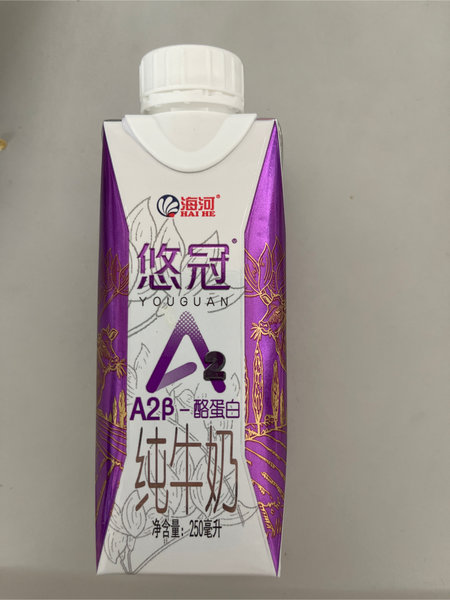 海河®
HAI HE
悠冠®
YOUGUAN
A2
A2β-酪蛋白
纯牛奶
净含量：250毫升